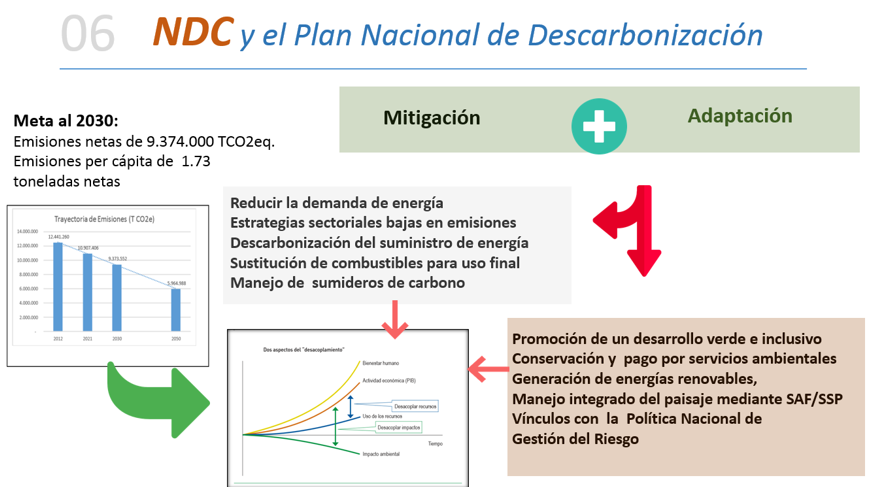 06
NDC y el Plan Nacional de Descarbonización
Meta al 2030:
Emisiones netas de 9.374.000 TCO2eq.
Emisiones per cápita de 1.73
toneladas netas
Mitigación
Adaptación
Trayectoria de Emisiones (T CO2e)
14.000.000
12.000.000
10.000.000
8.000.000
6.000.000
4.000.000
2.000.000
-
9.373.552
5.964.988
2012
2021
2030
2050
Reducir la demanda de energía
Estrategias sectoriales bajas en emisiones
Descarbonización del suministro de energía
Sustitución de combustibles para uso final
Manejo de sumideros de carbono
Dos aspectos del "desacoplamiento"
Bienestar humano
Actividad económica (PIB)
Desacoplar recursos
Uso de los recursos
Desacoplar impactos
Tiempo
Impacto ambiental
Promoción de un desarrollo verde e inclusivo
Conservación y pago por servicios ambientales
Generación de energías renovables,
Manejo integrado del paisaje mediante SAF/SSP
Vínculos con la Política Nacional de
Gestión del Riesgo